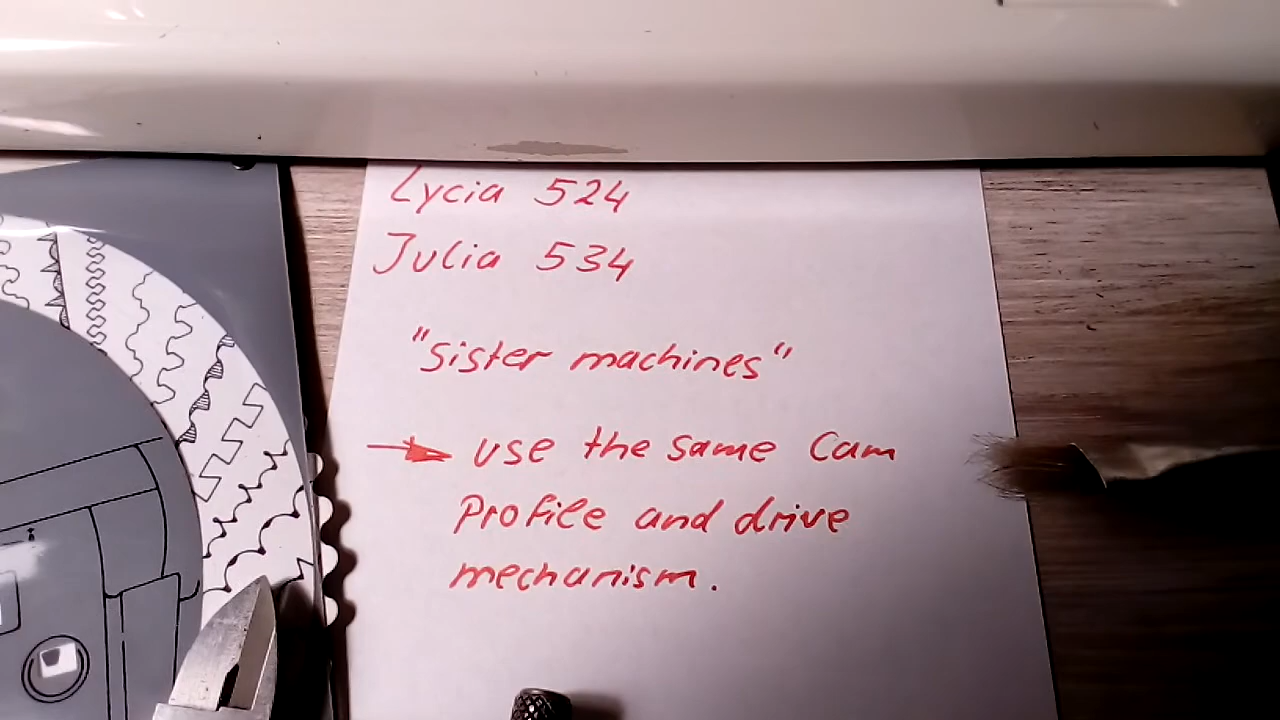 Lycia 524
Julia 534
"Sister machines"
use the same Cam
Profile and drive
mechanism.